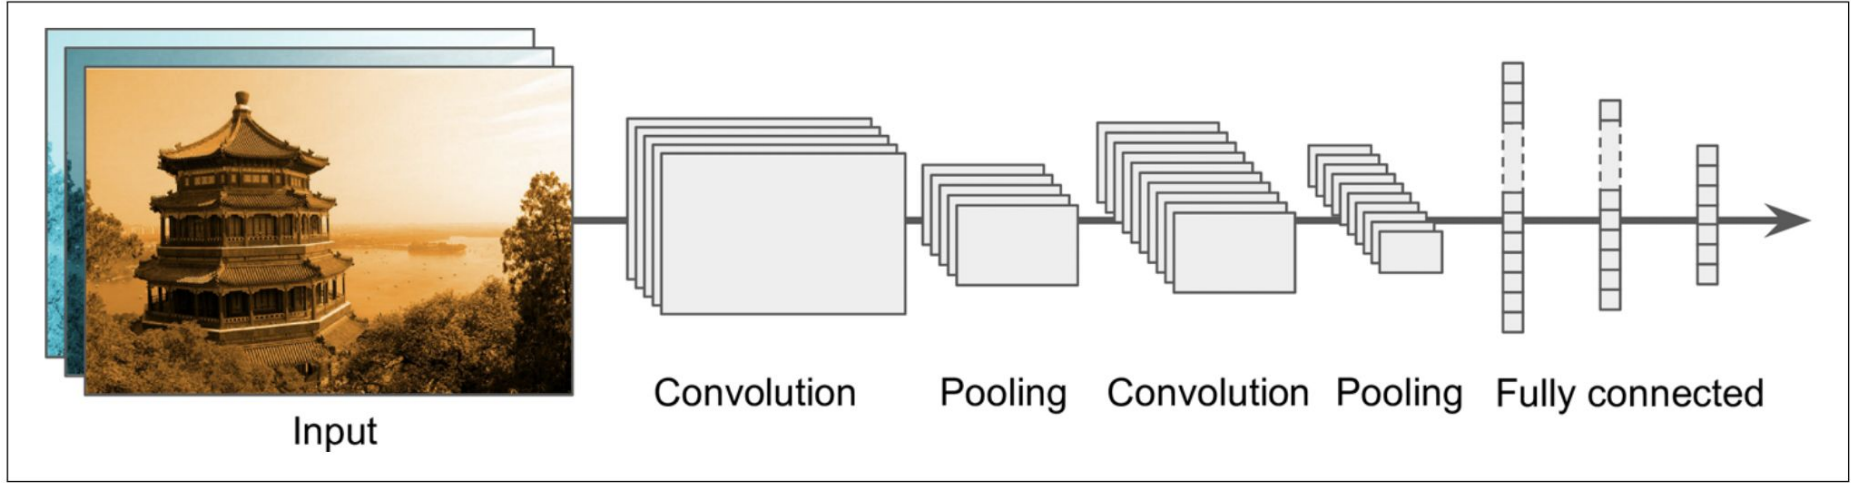 Input
Convolution
Pooling
Convolution
Pooling
Fully connected